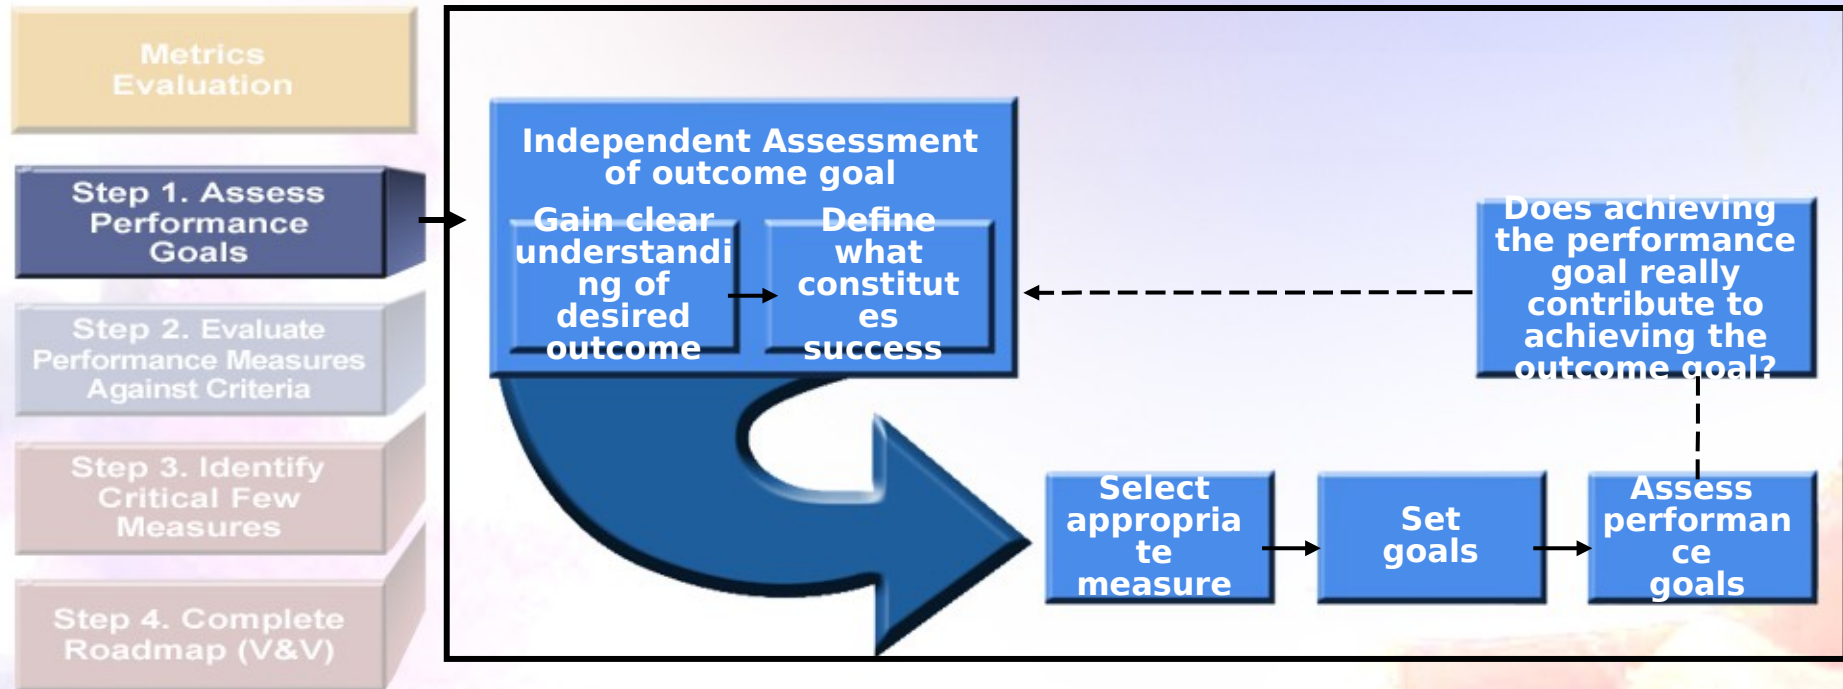 Metrics
Evaluation
Step 1. Assess
Performance
Goals
Step 2. Evaluate
Performance Measures
Against Criteria
Step 3. Identify
Critical Few
Measures
Step 4. Complete
Roadmap (V&V)
Independent Assessment
of outcome goal
Gain clear
understandi
ng of
desired
outcome
Define
what
constitut
es
success
Does achieving
the performance
goal really
contribute to
achieving the
outcome goal?
Select
appropria
te
measure
Set
goals
Assess
performan
ce
goals